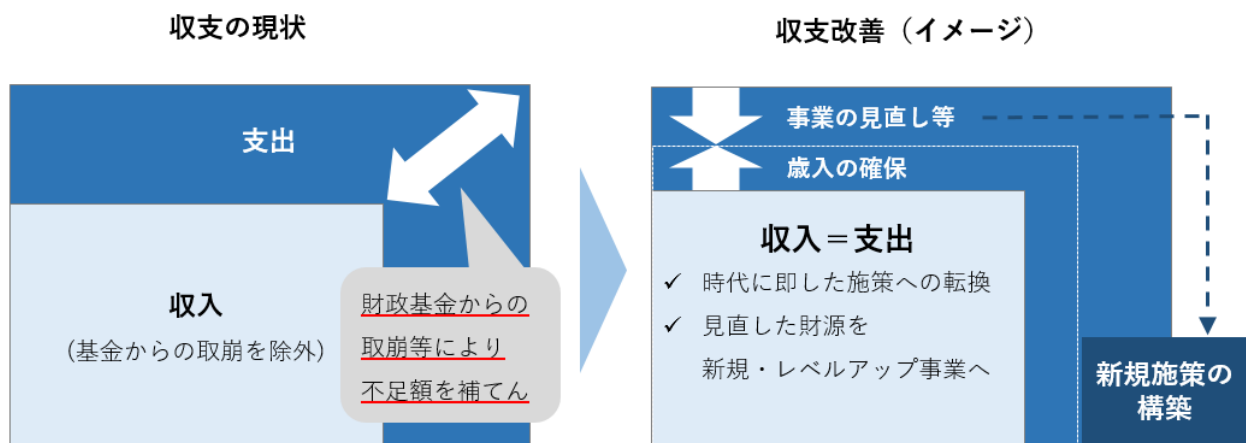 収支の現状
支出
収入
（基金からの取崩を除外）
財政基金からの
取崩等により
不足額を補てん
収支改善（イメージ）
事業の見直し等
歳入の確保
収入＝支出
✓ 時代に即した施策への転換
✓ 見直した財源を
新規・レベルアップ事業へ
新規施策の
構築